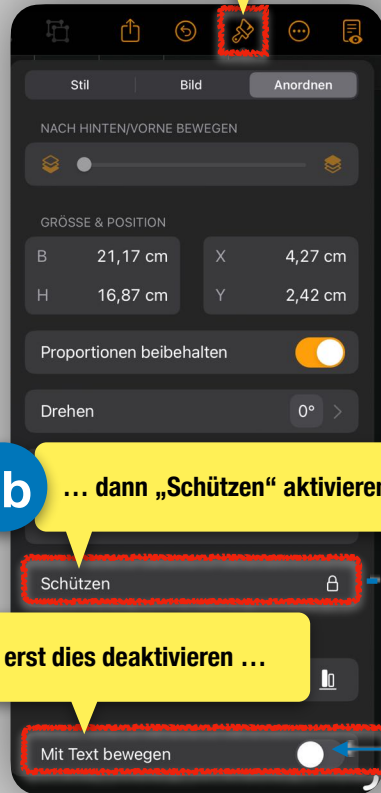 Stil Bild Anordnen
NACH HINTEN/VORNE BEWEGEN
GRÖSSE & POSITION
B 21,17 cm X 4,27 cm
H 16,87 cm Y 2,42 cm
Proportionen beibehalten
Drehen 0°
b … dann „Schützen“ aktivieren
Schützen
erst dies deaktivieren …
Mit Text bewegen